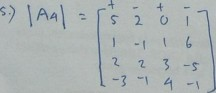 5.) |A4| =
+ - + -
5 2 0 1
1 -1 1 6
2 2 3 -5
-3 -1 4 -1